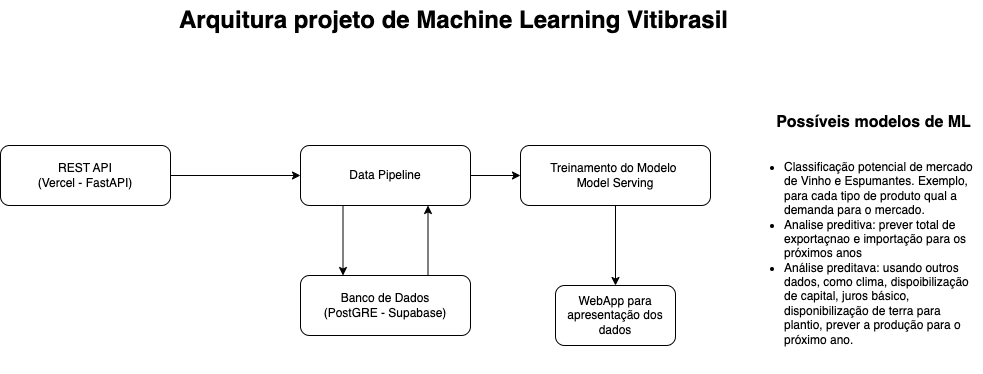 Arquitura projeto de Machine Learning Vitibrasil
REST API
(Vercel - FastAPI)
Data Pipeline
Treinamento do Modelo
Model Serving
Banco de Dados
(PostGRE - Supabase)
WebApp para
apresentação dos
dados
Possíveis modelos de ML
• Classificação potencial de mercado
de Vinho e Espumantes. Exemplo,
para cada tipo de produto qual a
demanda para o mercado.
• Analise preditiva: prever total de
exportaçnao e importação para os
próximos anos
• Análise preditava: usando outros
dados, como clima, dispoibilização
de capital, juros básico,
disponibilização de terra para
plantio, prever a produção para o
próximo ano.